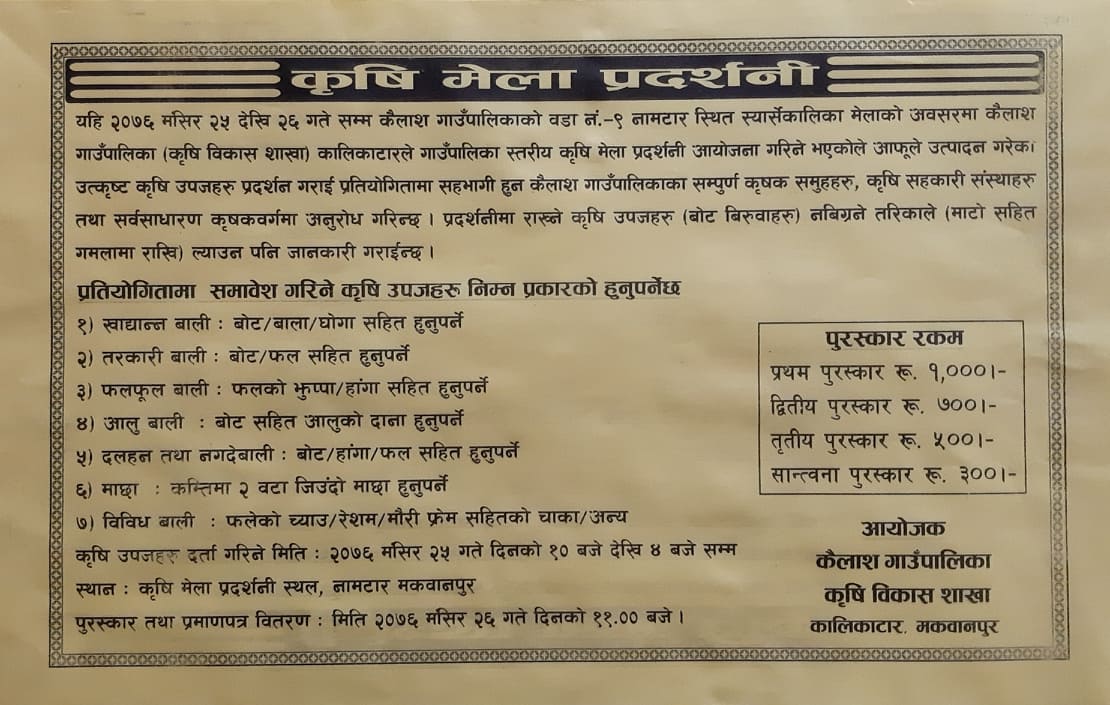 कृषि मेला प्रदर्शनी
यहि २०७६ मंसिर २५ देखि २६ गते सम्म कैलाश गाउँपालिकाको वडा नं.-९ नामटार स्थित स्यार्सेकालिका मेलाको अवसरमा कैलाश
गाउँपालिका (कृषि विकास शाखा) कालिकाटारले गाउँपालिका स्तरीय कृषि मेला प्रदर्शनी आयोजना गरिने भएकोले आफूले उत्पादन गरेका
उत्कृष्ट कृषि उपजहरु प्रदर्शन गराई प्रतियोगितामा सहभागी हुन कैलाश गाउँपालिकाका सम्पुर्ण कृषक समुहहरु, कृषि सहकारी संस्थाहरु
तथा सर्वसाधारण कृषकवर्गमा अनुरोध गरिन्छ । प्रदर्शनीमा राख्ने कृषि उपजहरु (बोट बिरुवाहरु) नबिग्रने तरिकाले (माटो सहित
गमलामा राखि) ल्याउन पनि जानकारी गराईन्छ ।
प्रतियोगितामा समावेश गरिने कृषि उपजहरु निम्न प्रकारको हुनुपर्नेछ
१) खाद्यान्न बाली : बोट/बाला/घोगा सहित हुनुपर्ने
२) तरकारी बाली : बोट/फल सहित हुनुपर्ने
३) फलफूल बाली : फलको झुप्पा/हांगा सहित हुनुपर्ने
४) आलु बाली : बोट सहित आलुको दाना हुनुपर्ने
५) दलहन तथा नगदेबाली : बोट/हांगा/फल सहित हुनुपर्ने
६) माछा : कम्तिमा २ वटा जिउंदो माछा हुनुपर्ने
७) विविध बाली : फलेको च्याउ/रेशम/मौरी फ्रेम सहितको चाका/अन्य
कृषि उपजहरु दर्ता गरिने मिति : २०७६ मंसिर २५ गते दिनको १० बजे देखि ४ बजे सम्म
स्थान : कृषि मेला प्रदर्शनी स्थल, नामटार मकवानपुर
पुरस्कार तथा प्रमाणपत्र वितरण : मिति २०७६ मंसिर २६ गते दिनको ११.०० बजे ।
पुरस्कार रकम
प्रथम पुरस्कार रू. १,०००।-
द्वितीय पुरस्कार रू. ७००।-
तृतीय पुरस्कार रू. ५००।-
सान्त्वना पुरस्कार रू. ३००।-
आयोजक
कैलाश गाउँपालिका
कृषि विकास शाखा
कालिकाटार, मकवानपुर